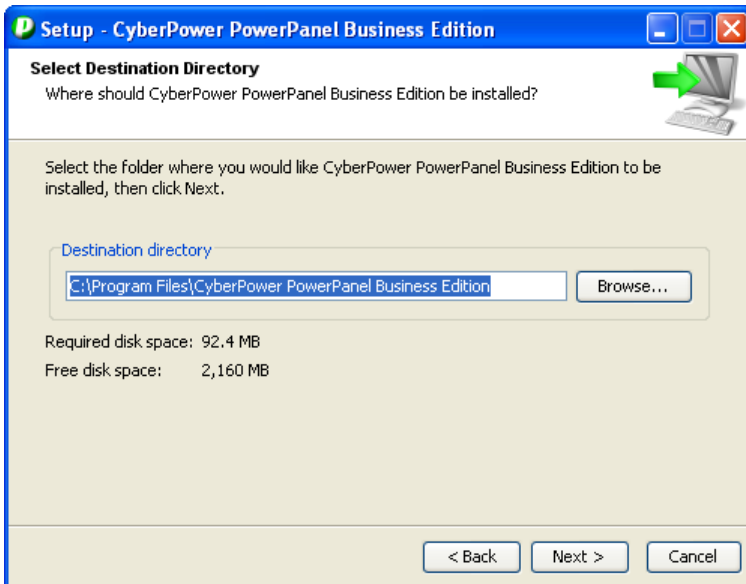 Setup - CyberPower PowerPanel Business Edition
Select Destination Directory
Where should CyberPower PowerPanel Business Edition be installed?
Select the folder where you would like CyberPower PowerPanel Business Edition to be
installed, then click Next.
Destination directory
C:\Program Files\CyberPower PowerPanel Business Edition
Browse...
Required disk space: 92.4 MB
Free disk space: 2,160 MB
< Back Next > Cancel